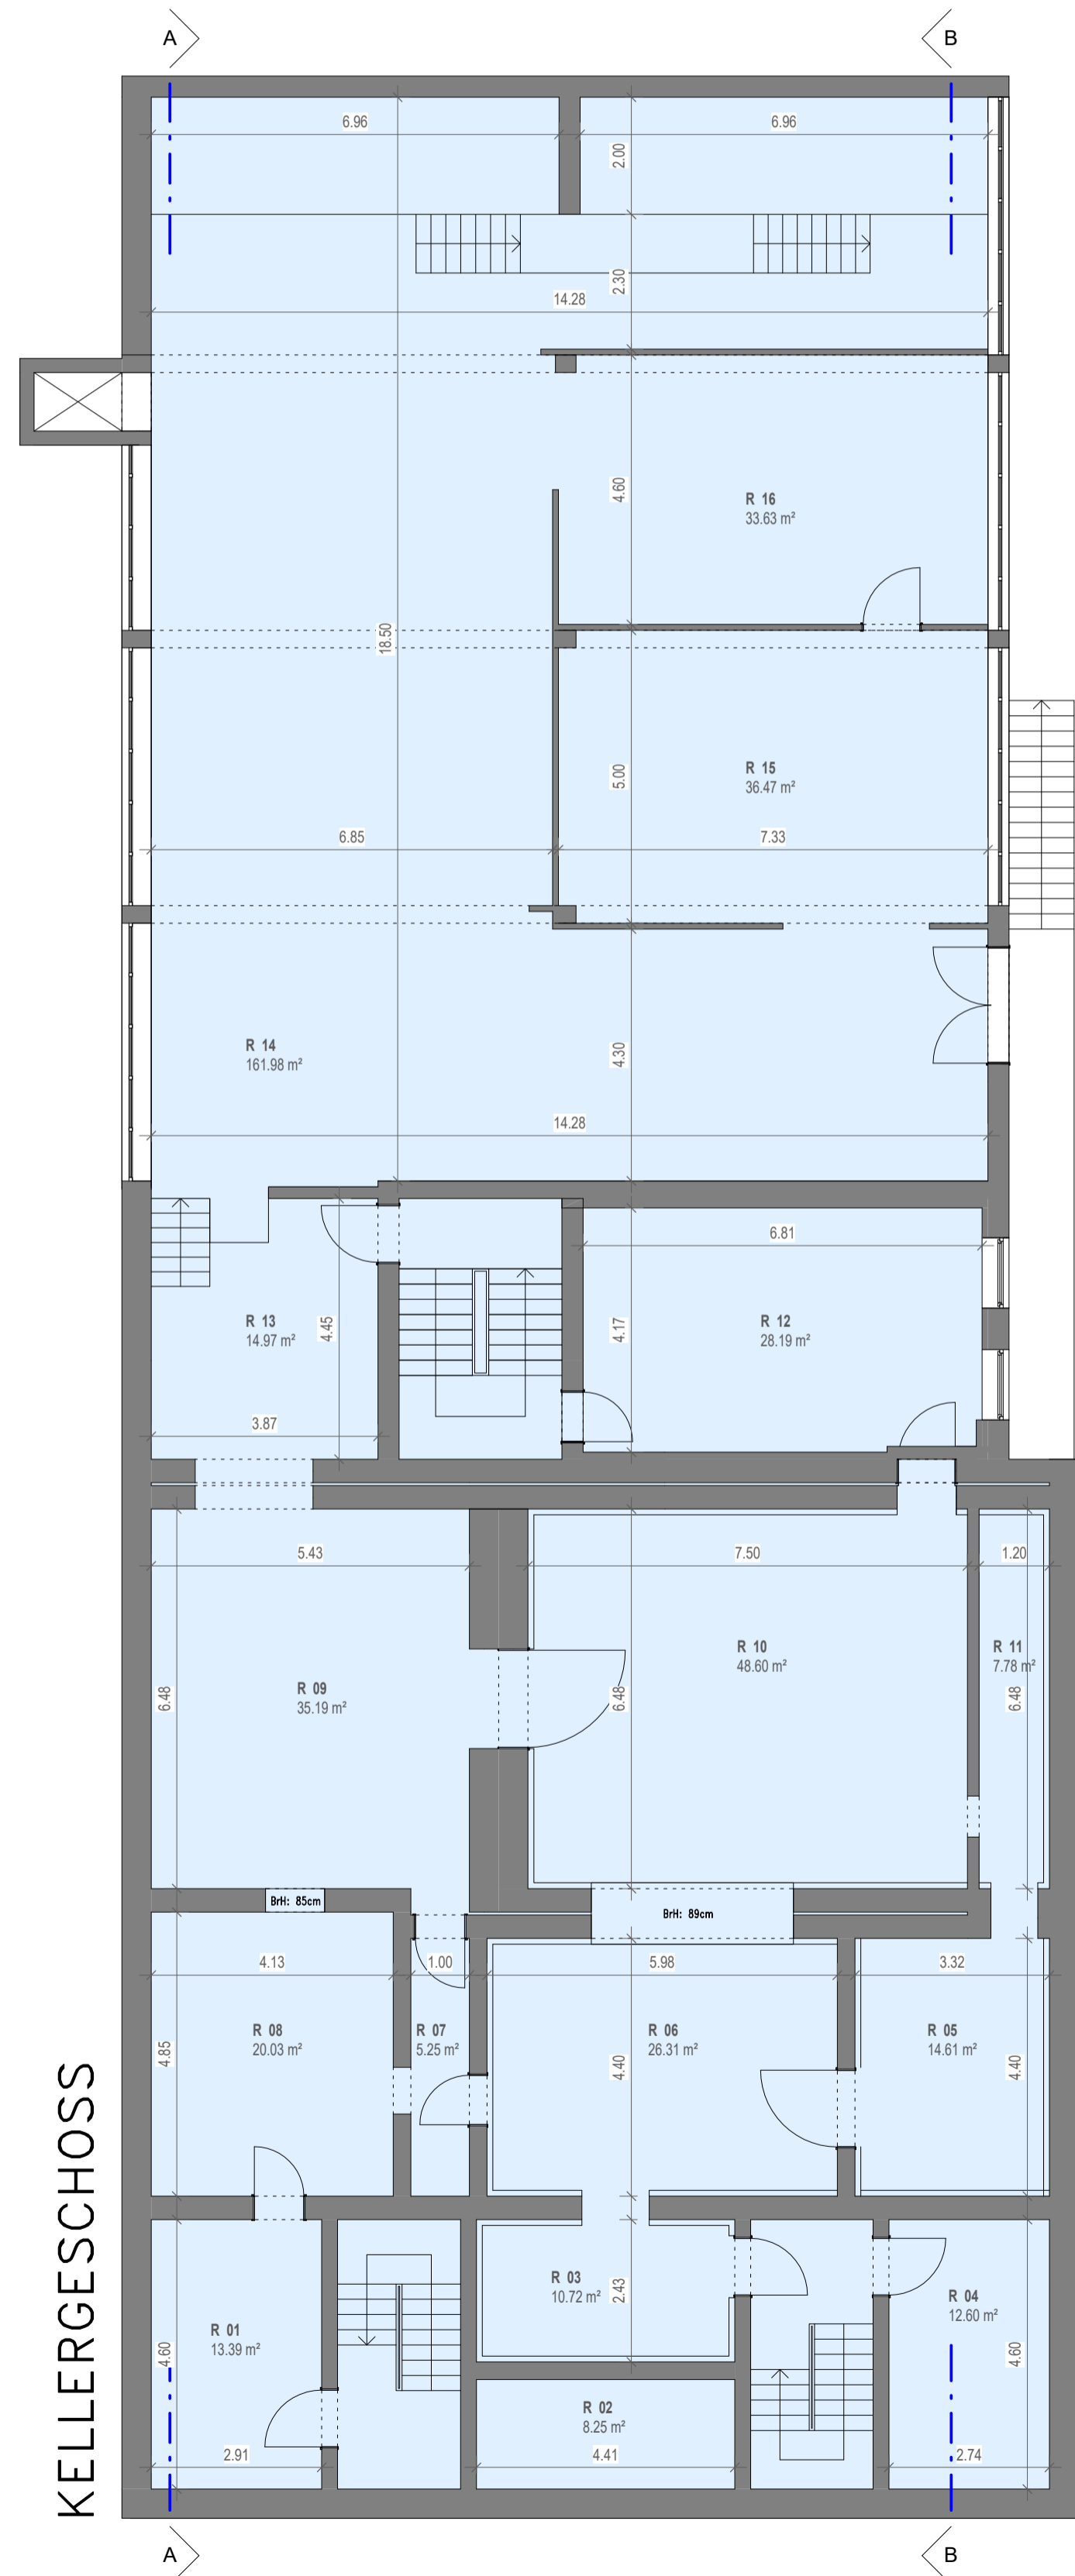 A
B
6.96
6.96
2.00
2.30
14.28
4.60
R 16
33.63 m²
18.50
R 15
36.47 m²
5.00
6.85
7.33
R 14
161.98 m²
4.30
14.28
6.81
R 13
14.97 m²
4.45
4.17
R 12
28.19 m²
3.87
5.43
7.50
1.20
R 10
48.60 m²
R 11
7.78 m²
R 09
35.19 m²
6.48
6.48
6.48
BrH: 85cm
BrH: 89cm
4.13
1.00
5.98
3.32
R 08
20.03 m²
R 07
5.25 m²
R 06
26.31 m²
R 05
14.61 m²
4.85
4.40
4.40
KELLERGESCHOSS
R 03
10.72 m²
2.43
R 04
12.60 m²
R 01
13.39 m²
4.60
4.60
R 02
8.25 m²
2.91
4.41
2.74
A
B